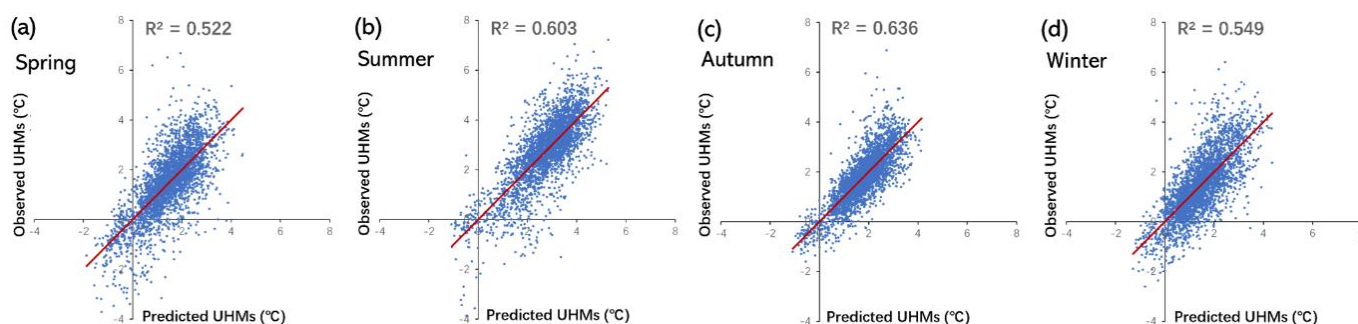 (a)
R² = 0.522
Spring
Observed UHMs (°C)
Predicted UHMs (°C)
8
6
4
2
-2
-4
-4
-2
2
4
6
8
(b)
R² = 0.603
Summer
Observed UHMs (°C)
Predicted UHMs (°C)
8
6
4
2
-2
-4
-4
-2
2
4
6
8
(c)
R² = 0.636
Autumn
Observed UHMs (°C)
Predicted UHMs (°C)
8
6
4
2
-2
-4
-4
-2
2
4
6
8
(d)
R² = 0.549
Winter
Observed UHMs (°C)
Predicted UHMs (°C)
8
6
4
2
-2
-4
-4
-2
2
4
6